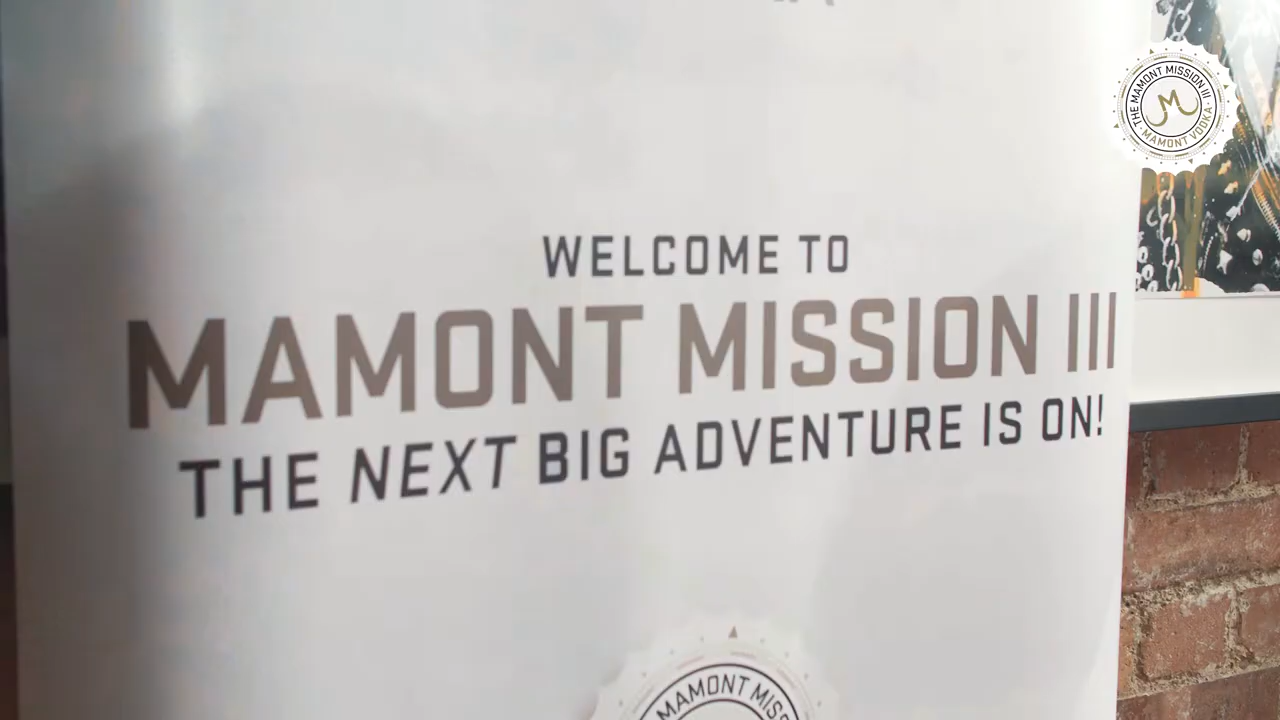 WELCOME TO
MAMONT MISSION III
THE NEXT BIG ADVENTURE IS ON!
THE MAMONT MISSION III
M
MAMONT VODKA
MAMONT MISS